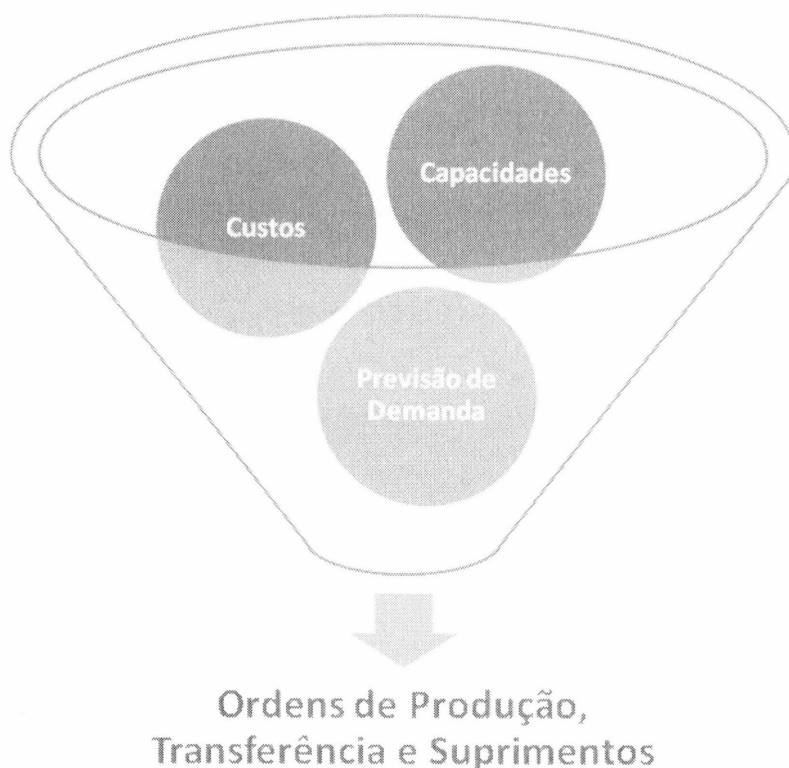 Capacidades
Custos
Previsão de
Demanda
Ordens de Produção,
Transferência e Suprimentos